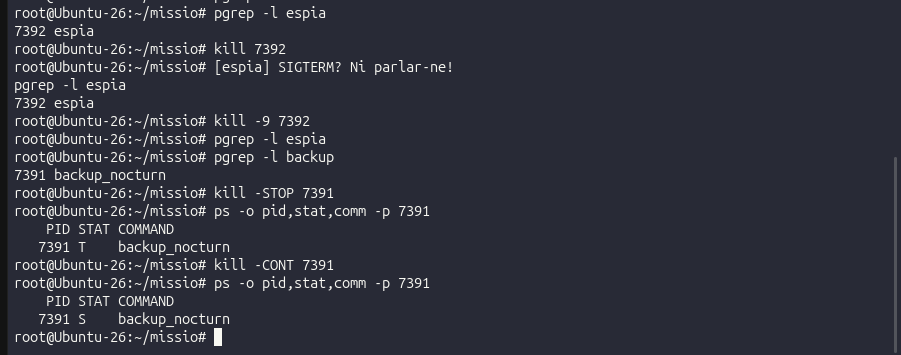 root@Ubuntu-26:~/missio# pgrep -l espia
7392 espia
root@Ubuntu-26:~/missio# kill 7392
root@Ubuntu-26:~/missio# [espia] SIGTERM? Ni parlar-ne!
pgrep -l espia
7392 espia
root@Ubuntu-26:~/missio# kill -9 7392
root@Ubuntu-26:~/missio# pgrep -l espia
root@Ubuntu-26:~/missio# pgrep -l backup
7391 backup_nocturn
root@Ubuntu-26:~/missio# kill -STOP 7391
root@Ubuntu-26:~/missio# ps -o pid,stat,comm -p 7391
    PID STAT COMMAND
   7391 T    backup_nocturn
root@Ubuntu-26:~/missio# kill -CONT 7391
root@Ubuntu-26:~/missio# ps -o pid,stat,comm -p 7391
    PID STAT COMMAND
   7391 S    backup_nocturn
root@Ubuntu-26:~/missio#